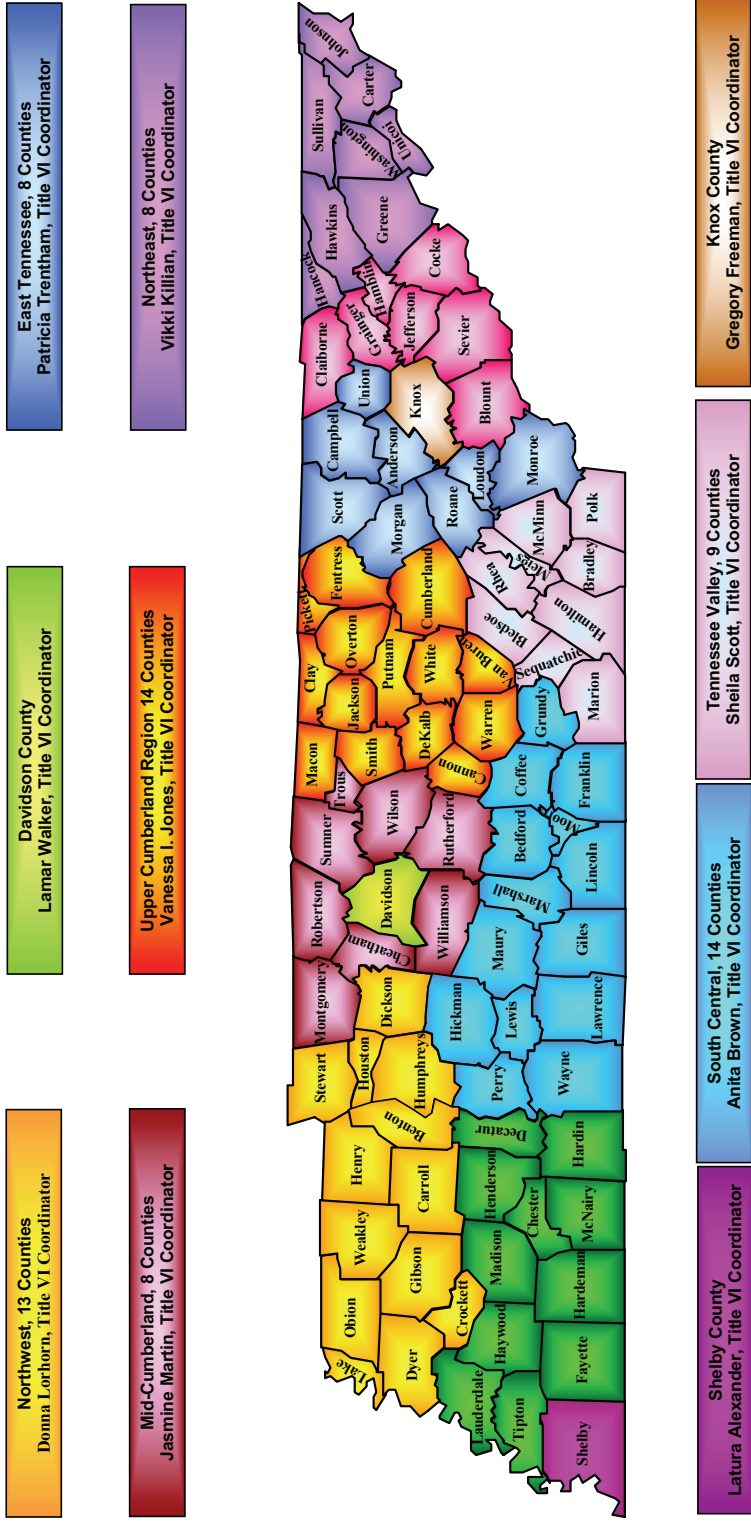 Northwest, 13 Counties
Donna Lorhorn, Title VI Coordinator
Davidson County
Lamar Walker, Title VI Coordinator
East Tennessee, 8 Counties
Patricia Trentham, Title VI Coordinator
Mid-Cumberland, 8 Counties
Jasmine Martin, Title VI Coordinator
Upper Cumberland Region 14 Counties
Vanessa I. Jones, Title VI Coordinator
Northeast, 8 Counties
Vikki Killian, Title VI Coordinator
Lake
Obion
Weakley
Henry
Stewart
Montgomery
Robertson
Sumner
Macon
Clay
Pickett
Fentress
Scott
Campbell
Claiborne
Hancock
Hawkins
Sullivan
Johnson
Dyer
Gibson
Carroll
Benton
Houston
Humphreys
Dickson
Cheatham
Davidson
Trous
Wilson
Smith
Jackson
Overton
Putnam
Morgan
Anderson
Union
Grainger
Hamblin
Greene
Washington
Carter
Unicoi
Crockett
Lauderdale
Haywood
Madison
Henderson
Decatur
Perry
Hickman
Williamson
Rutherford
Cannon
DeKalb
White
Cumberland
Roane
Loudon
Knox
Jefferson
Cocke
Sevier
Blount
Tipton
Chester
Lewis
Maury
Marshall
Bedford
Coffee
Warren
Van Buren
Grundy
Bledsoe
Sequatchie
Rhea
Meigs
McMinn
Monroe
Shelby
Fayette
Hardeman
McNairy
Hardin
Wayne
Lawrence
Giles
Lincoln
Moo
Franklin
Marion
Hamilton
Bradley
Polk
Shelby County
Latura Alexander, Title VI Coordinator
South Central, 14 Counties
Anita Brown, Title VI Coordinator
Tennessee Valley, 9 Counties
Sheila Scott, Title VI Coordinator
Knox County
Gregory Freeman, Title VI Coordinator